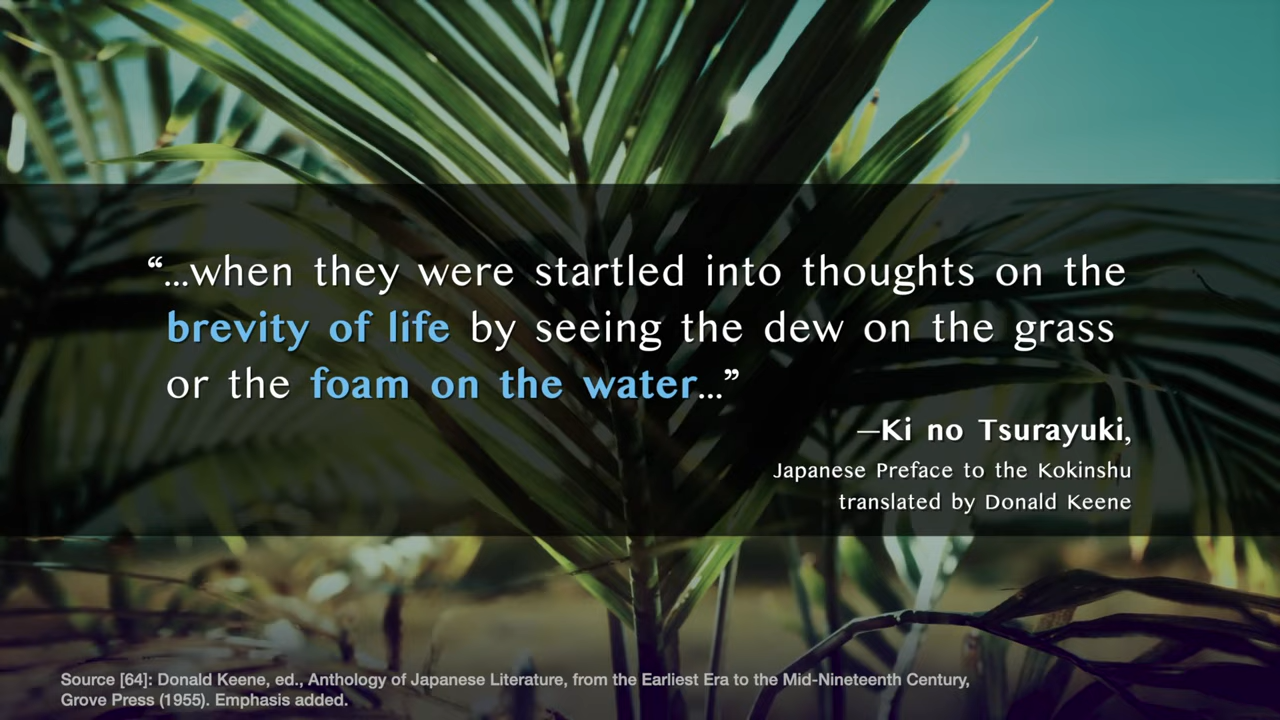 “...when they were startled into thoughts on the
brevity of life by seeing the dew on the grass
or the foam on the water...”
—Ki no Tsurayuki,
Japanese Preface to the Kokinshu
translated by Donald Keene
Source [64]: Donald Keene, ed., Anthology of Japanese Literature, from the Earliest Era to the Mid-Nineteenth Century,
Grove Press (1955). Emphasis added.